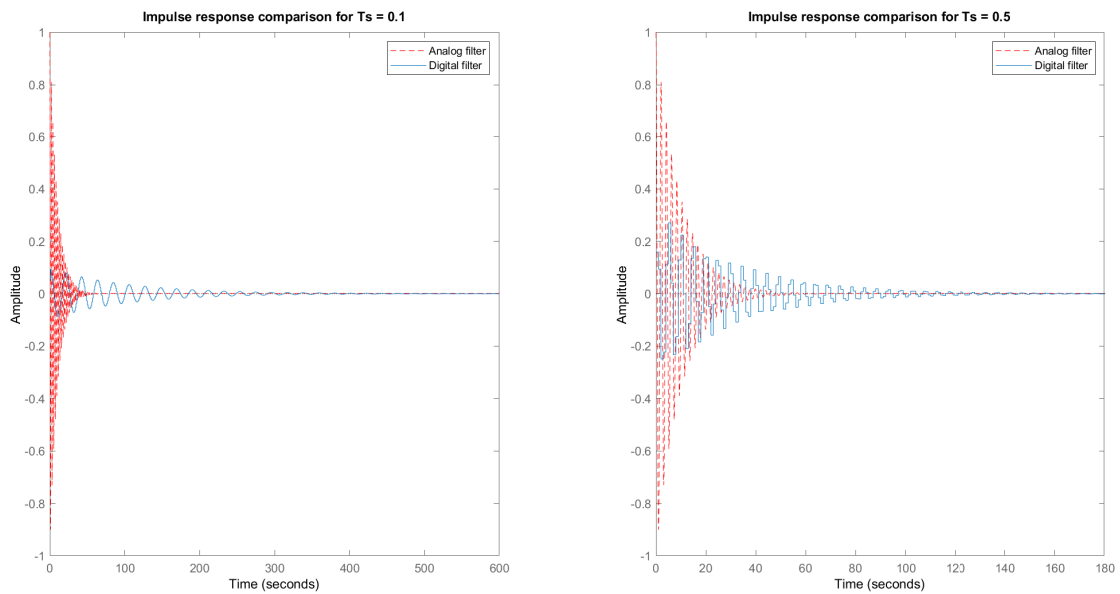 Impulse response comparison for Ts = 0.1
1
0.8
0.6
0.4
0.2
0
-0.2
-0.4
-0.6
-0.8
-1
Amplitude
Analog filter
Digital filter
0 100 200 300 400 500 600
Time (seconds)
Impulse response comparison for Ts = 0.5
1
0.8
0.6
0.4
0.2
0
-0.2
-0.4
-0.6
-0.8
-1
Amplitude
Analog filter
Digital filter
0 20 40 60 80 100 120 140 160 180
Time (seconds)